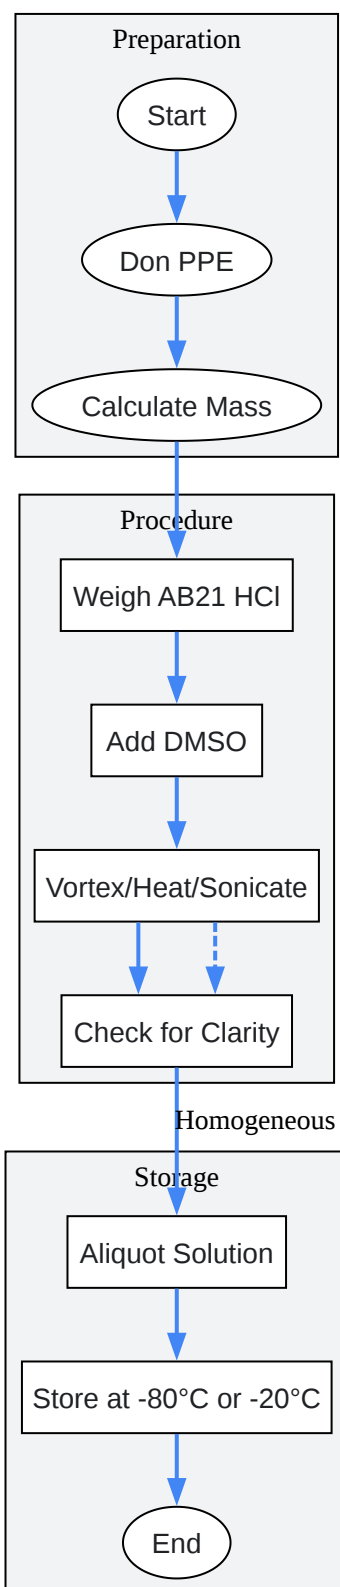 Preparation
Start
Don PPE
Calculate Mass
Procedure
Weigh AB21 HCl
Add DMSO
Vortex/Heat/Sonicate
Check for Clarity
Homogeneous
Storage
Aliquot Solution
Store at -80°C or -20°C
End